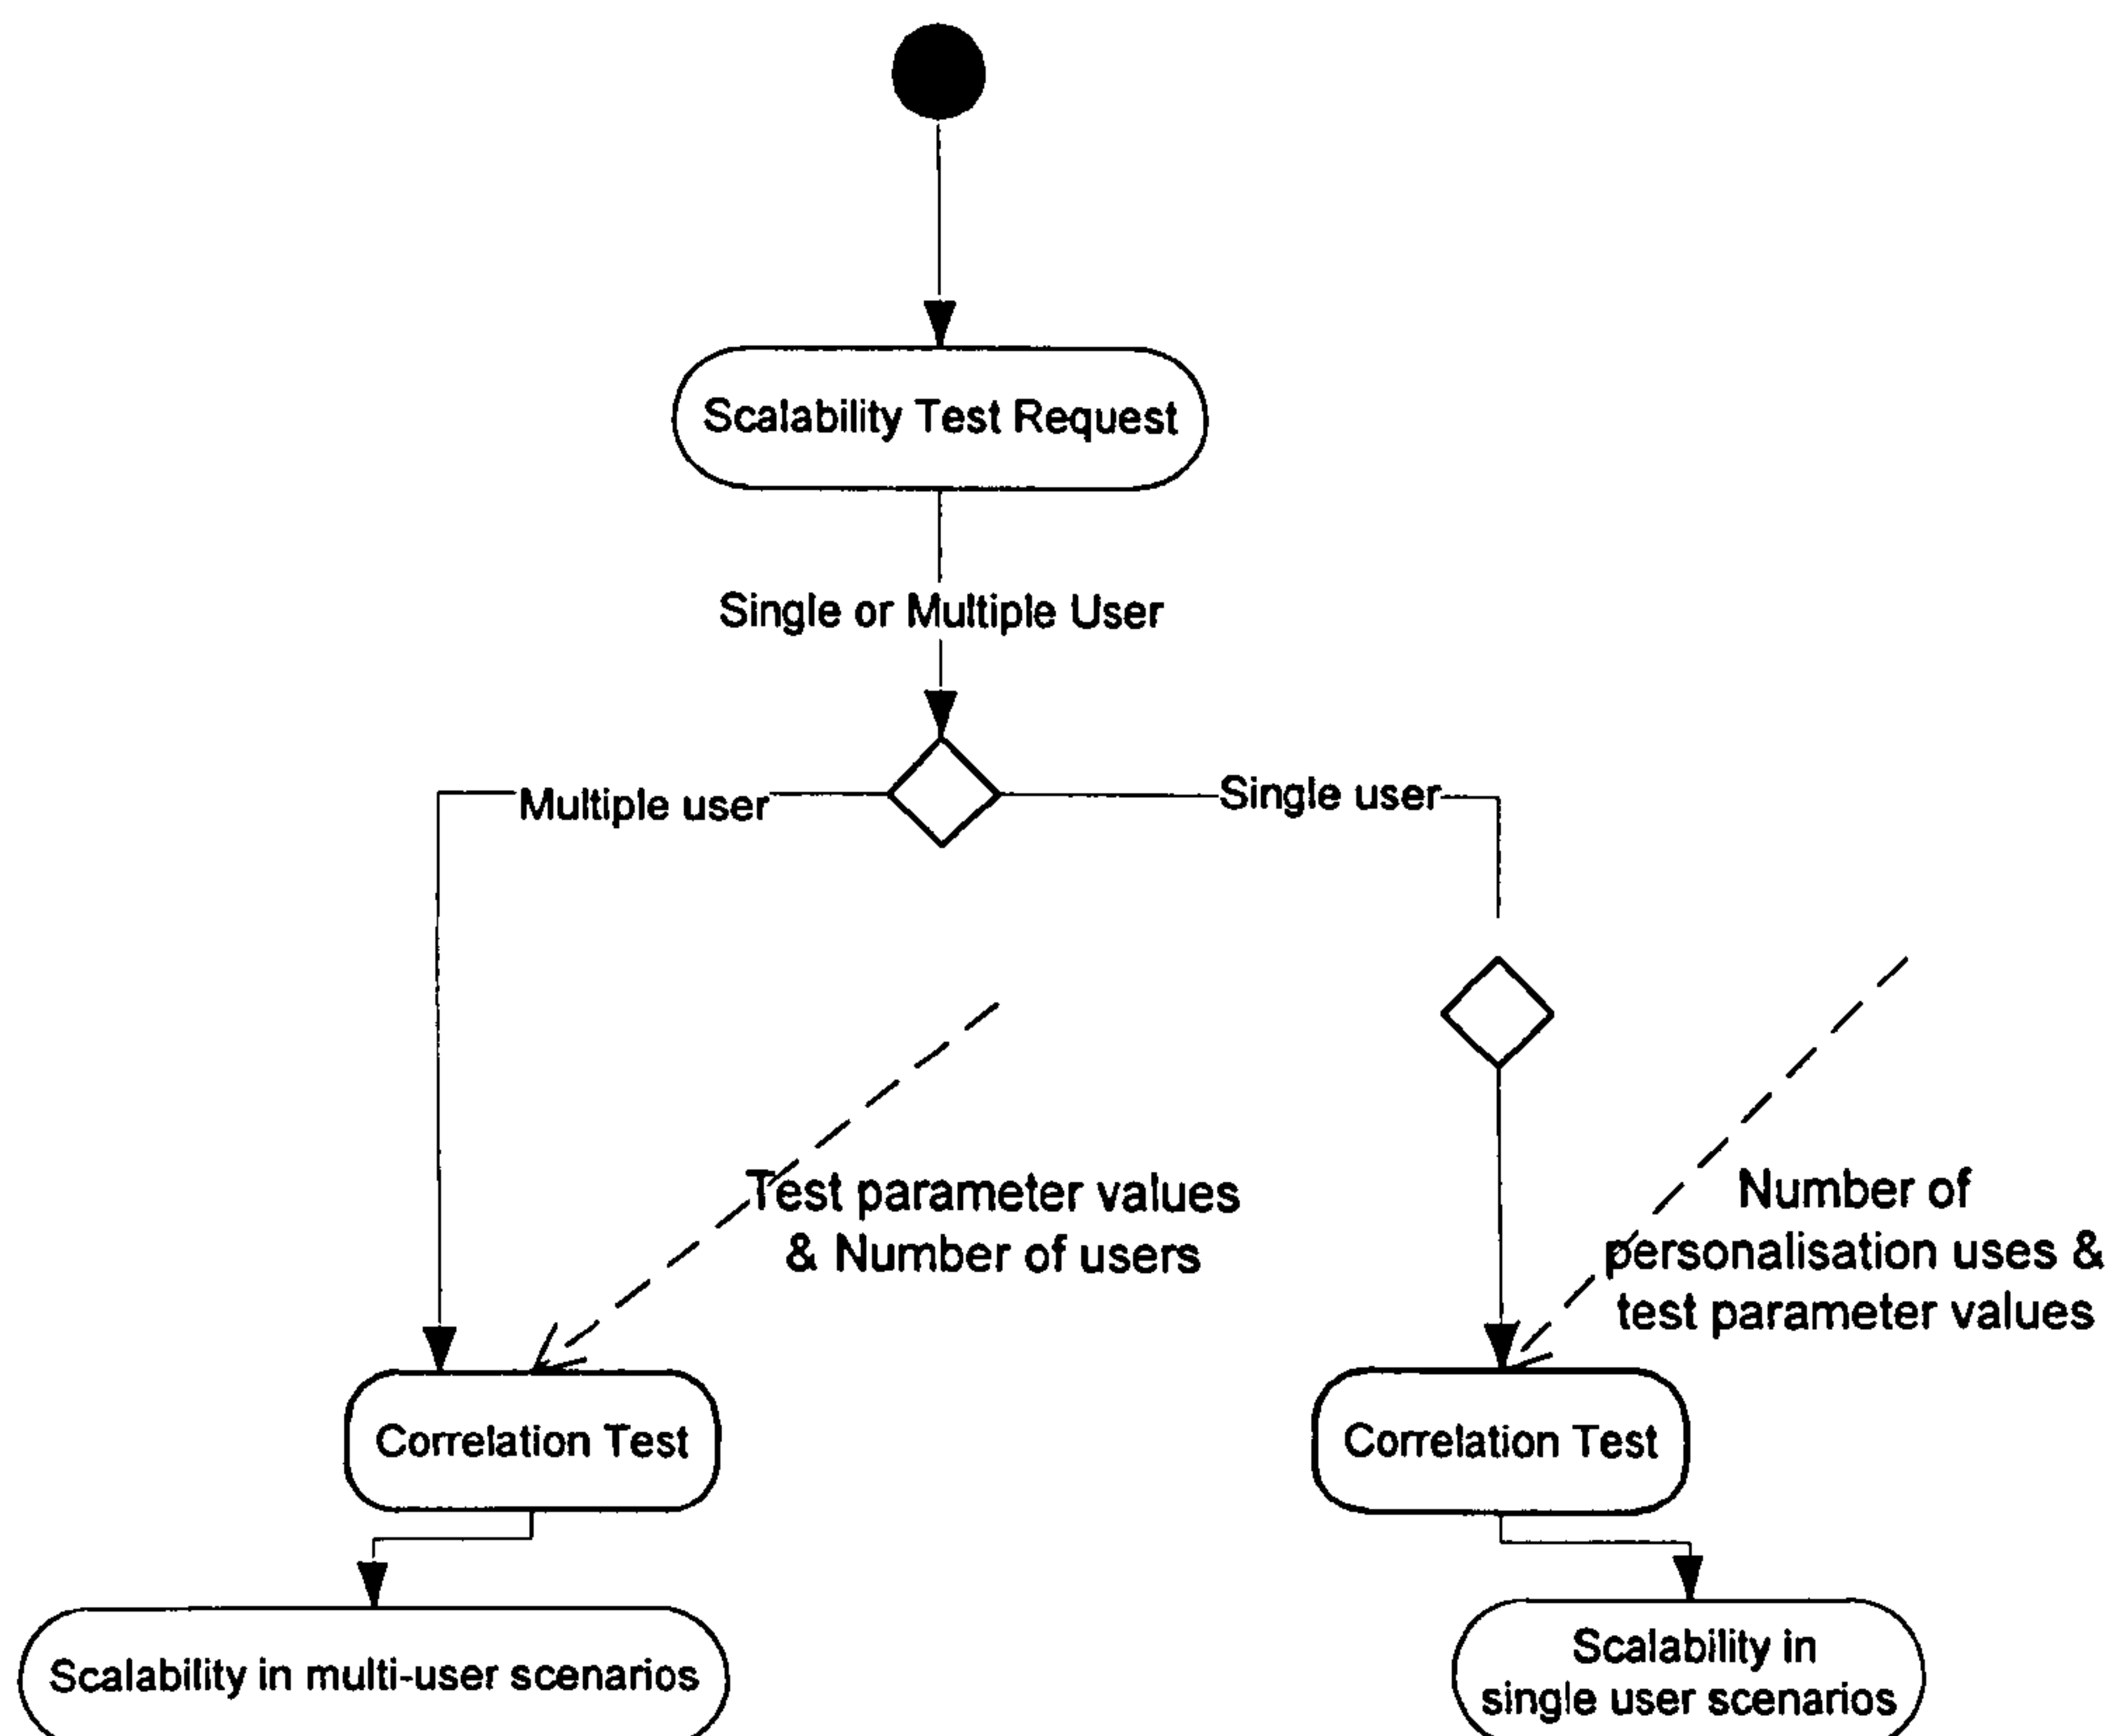 Scalability Test Request
Single or Multiple User
Multiple user
Single user
Test parameter values
& Number of users
Number of
personalisation uses &
test parameter values
Correlation Test
Correlation Test
Scalability in multi-user scenarios
Scalability in
single user scenarios